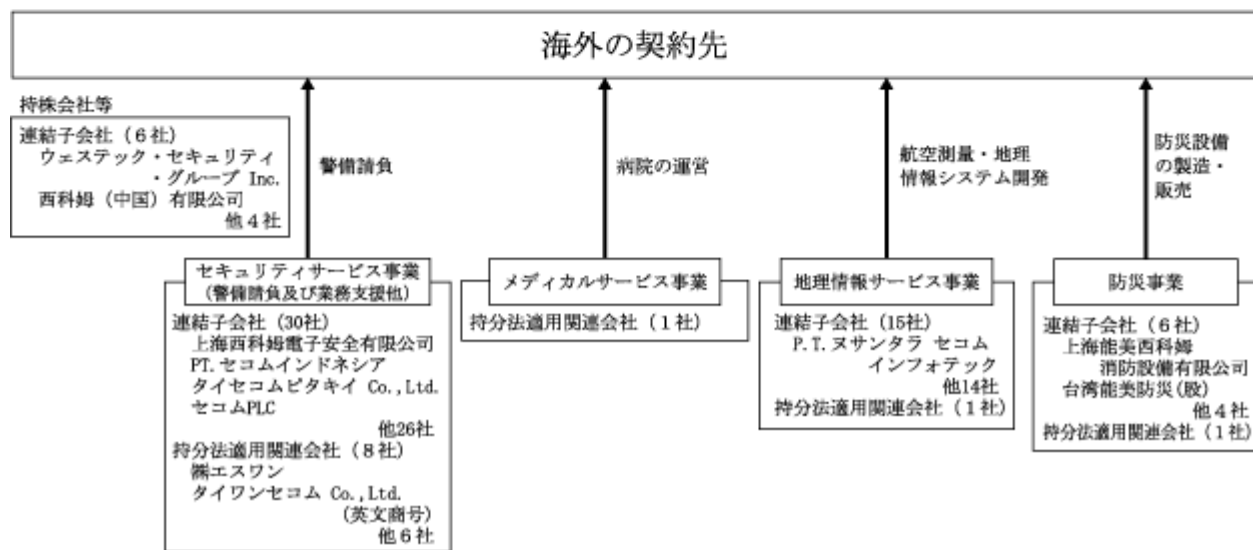 海外の契約先
持株会社等
連結子会社（６社）
ウェステック・セキュリティ
・グループ Inc.
西科姆（中国）有限公司
他４社
警備請負
病院の運営
航空測量・地理
情報システム開発
防災設備
の製造・
販売
セキュリティサービス事業
(警備請負及び業務支援他)
連結子会社（30社）
上海西科姆電子安全有限公司
PT.セコムインドネシア
タイセコムピタキイ Co.,Ltd.
セコムPLC
他26社
持分法適用関連会社（８社）
㈱エスワン
タイワンセコム Co.,Ltd.
(英文商号)
他６社
メディカルサービス事業
持分法適用関連会社（１社）
地理情報サービス事業
連結子会社（15社）
P.T.ヌサンタラ セコム
インフォテック
他14社
持分法適用関連会社（１社）
防災事業
連結子会社（６社）
上海能美西科姆
消防設備有限公司
台湾能美防災(股)
他４社
持分法適用関連会社（１社）